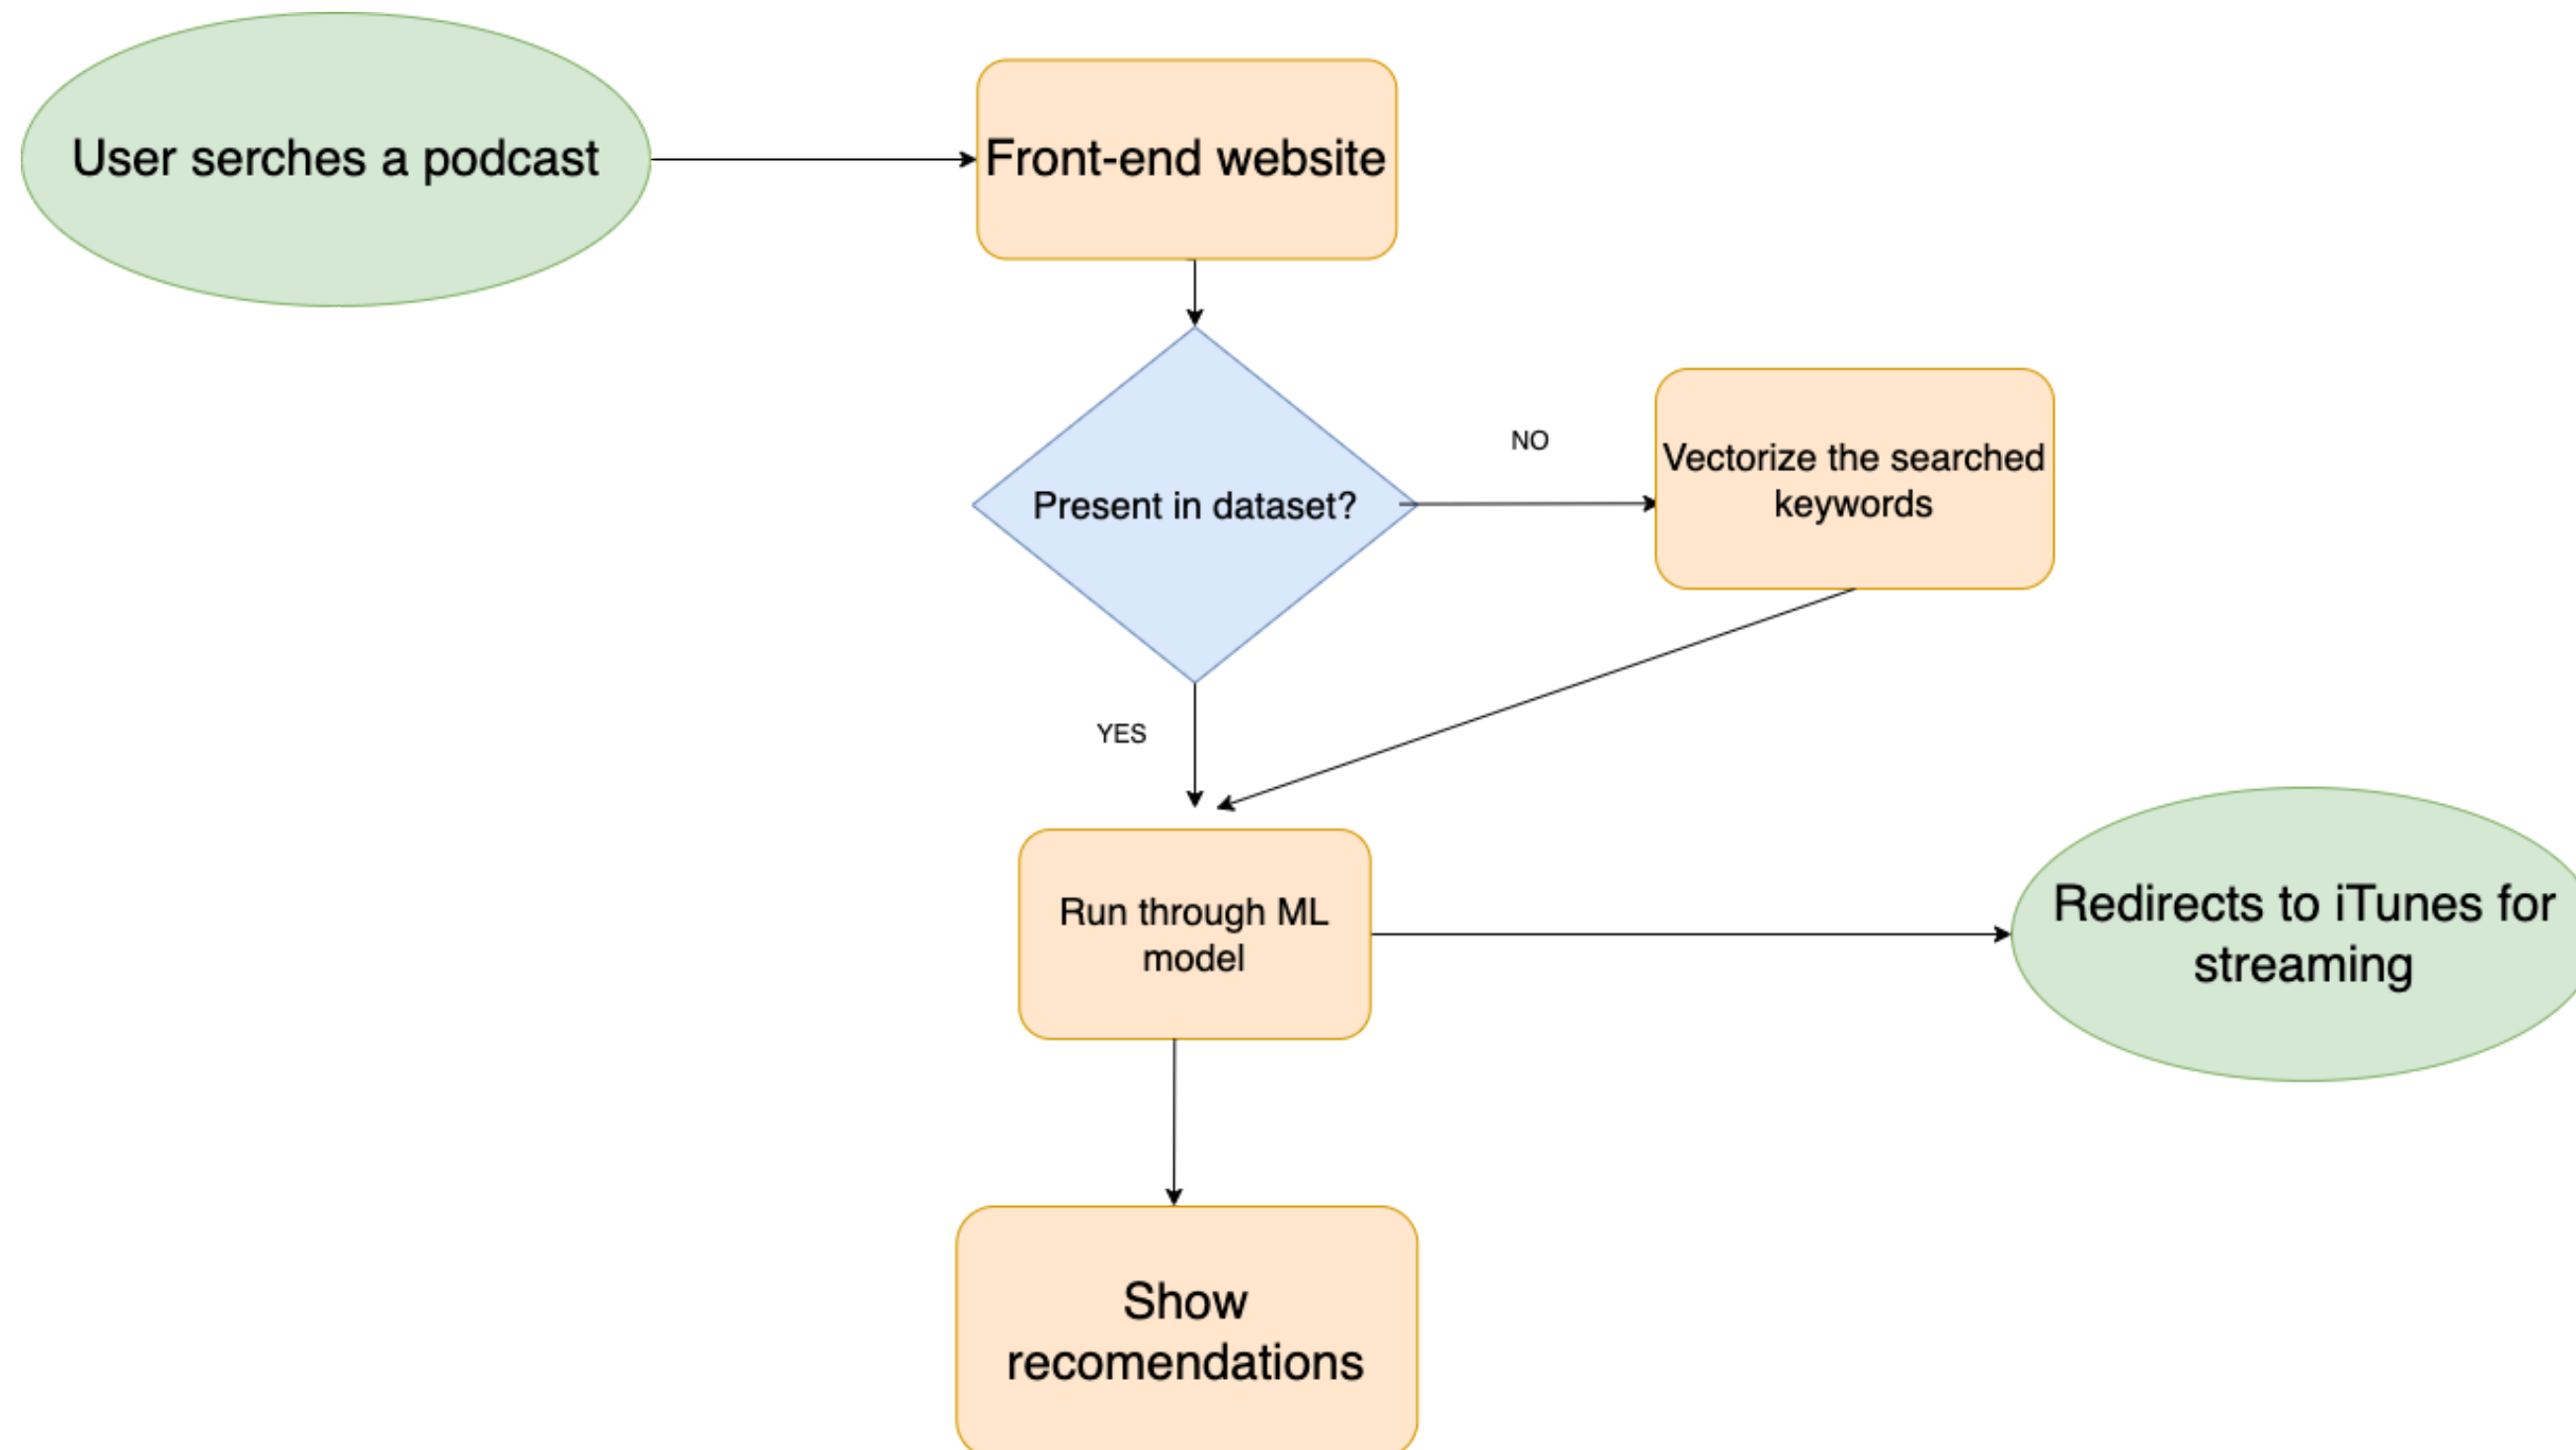 User serches a podcast
Front-end website
NO
Vectorize the searched
keywords
Present in dataset?
YES
Run through ML
model
Redirects to iTunes for
streaming
Show
recomendations